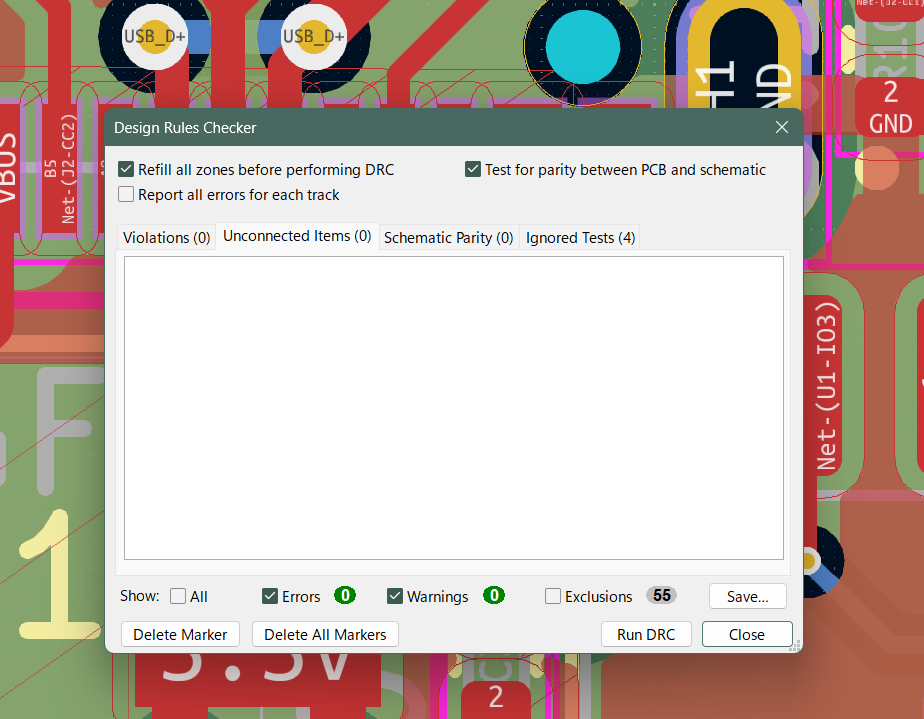 USB_D+
USB_D+
H1
GND
2
GND
VBUS
B5
Net-(J2-CC2)
Design Rules Checker
Refill all zones before performing DRC
Test for parity between PCB and schematic
Report all errors for each track
Violations (0)
Unconnected Items (0)
Schematic Parity (0)
Ignored Tests (4)
Net-(U1-IO3)
F
1
Show:
All
Errors
0
Warnings
0
Exclusions
55
Save...
Delete Marker
Delete All Markers
Run DRC
Close
3.3V
2